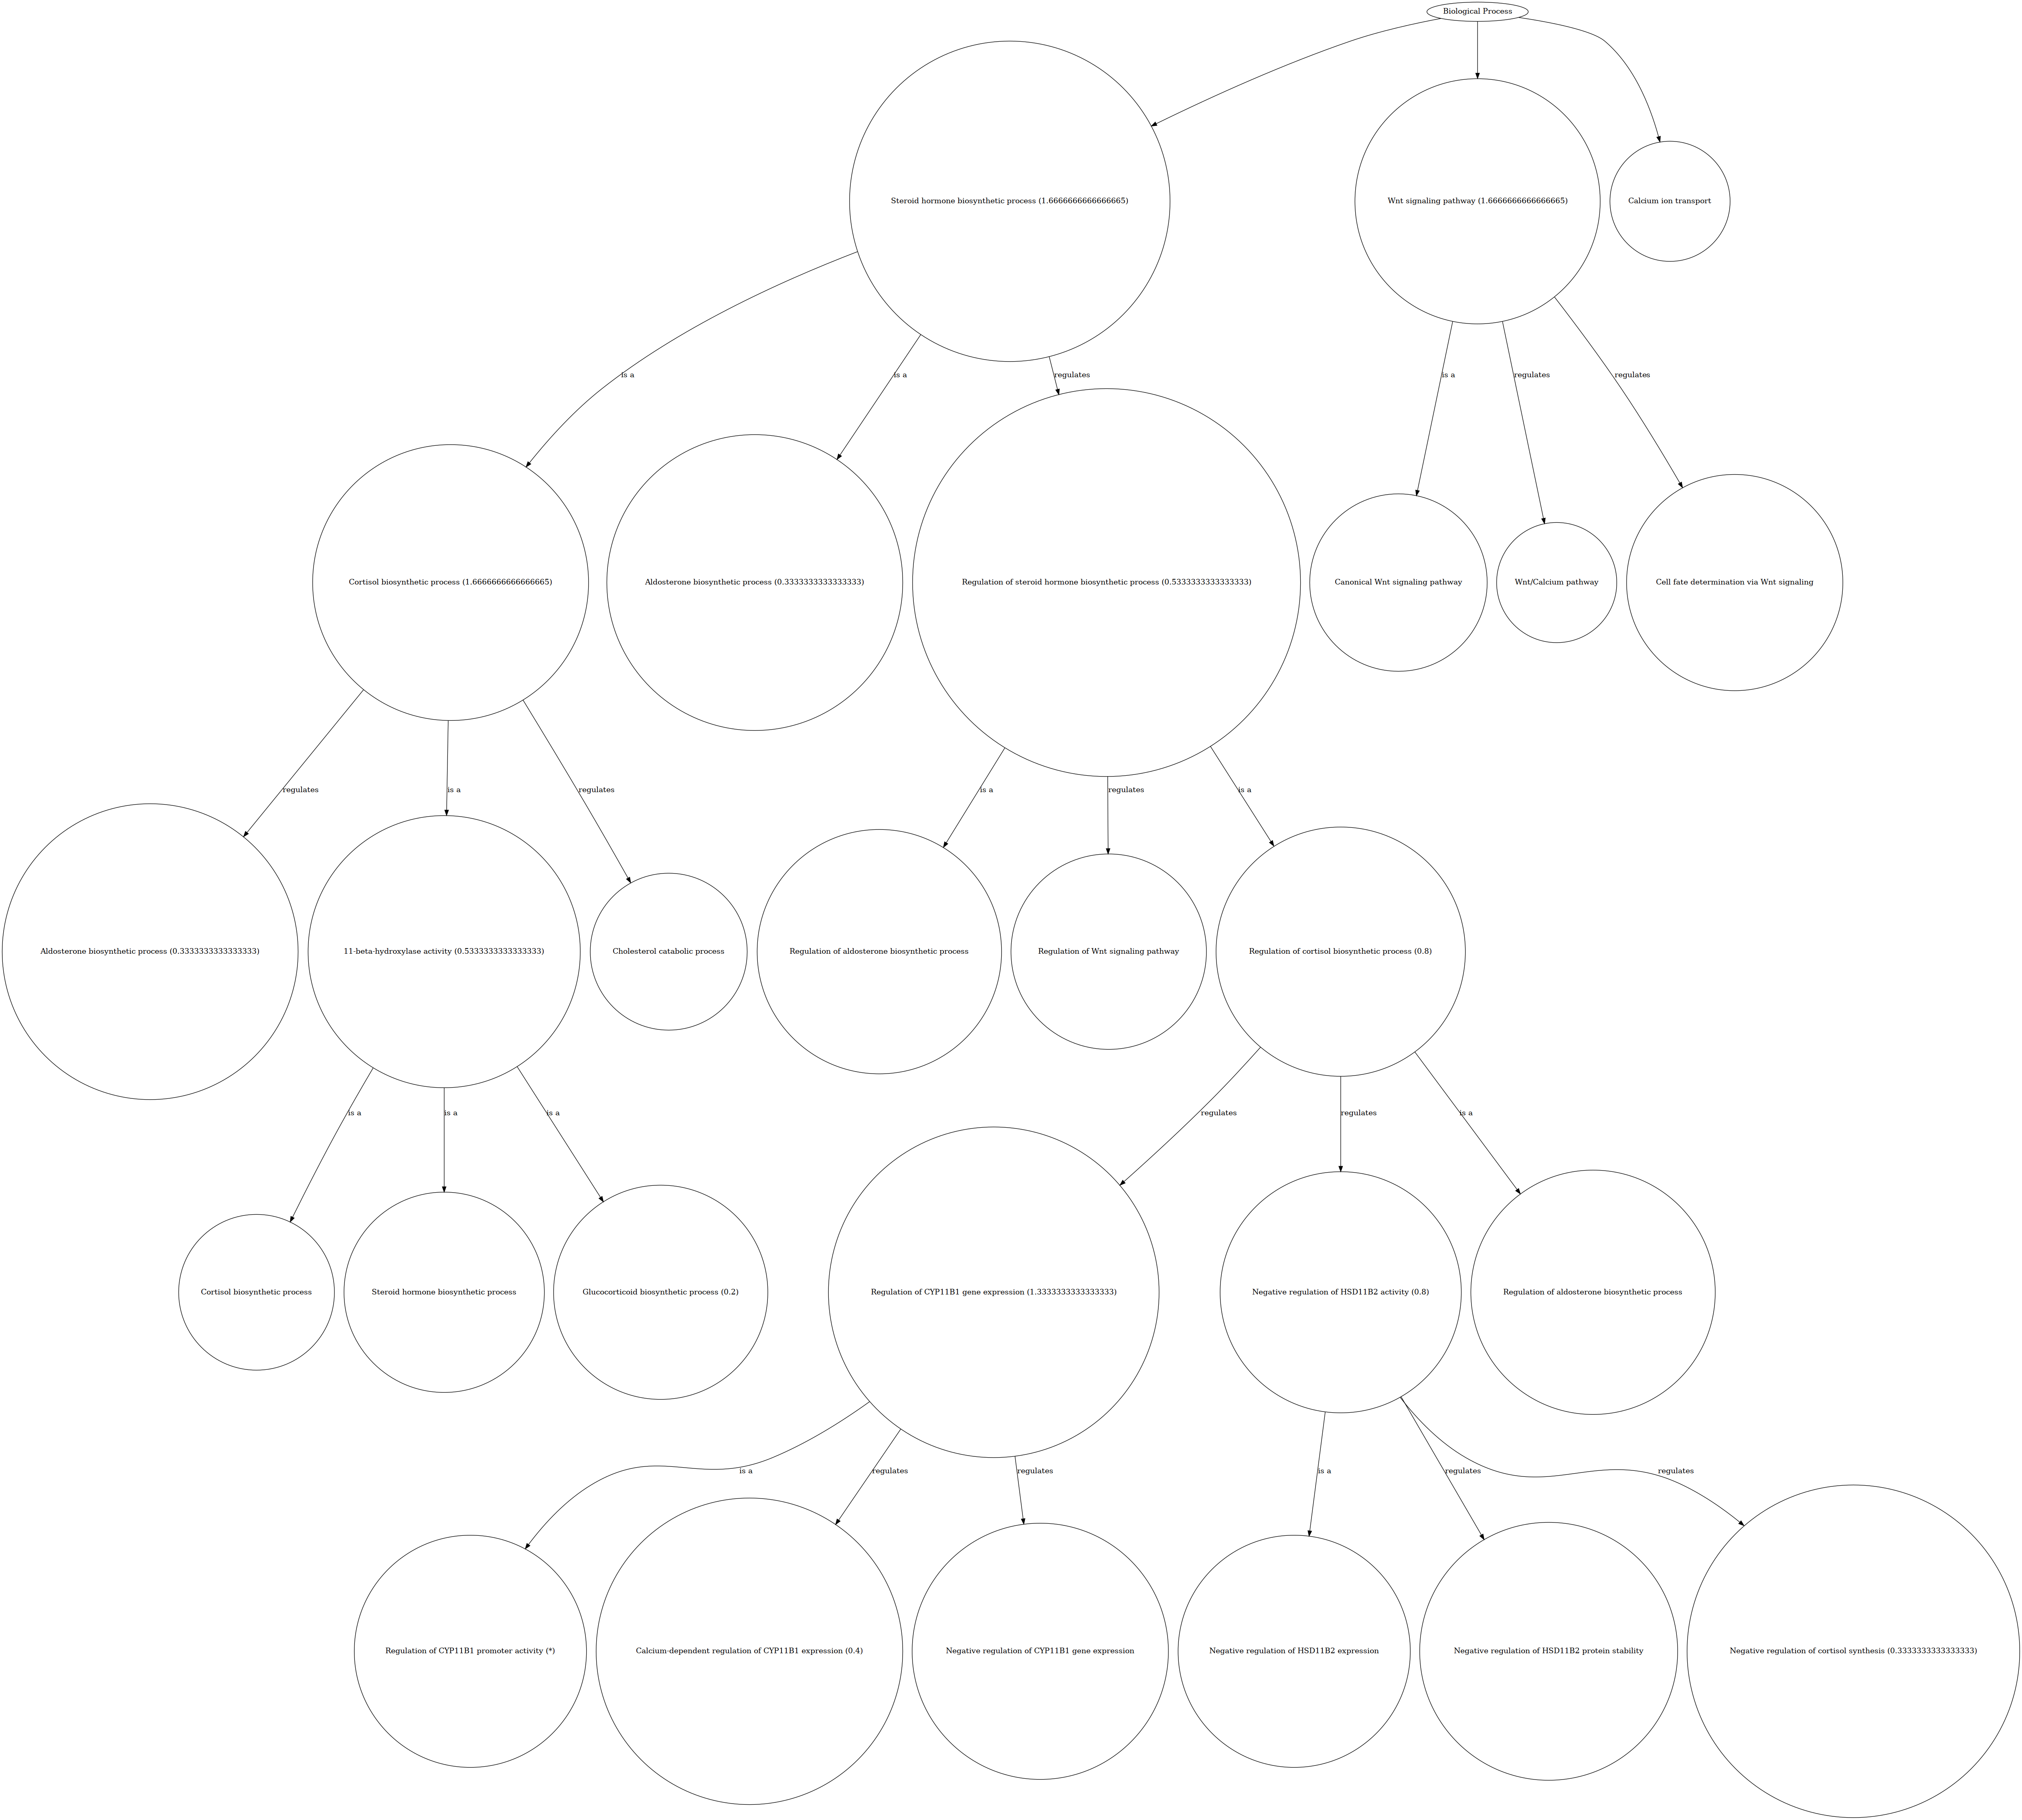 Biological Process
Steroid hormone biosynthetic process (1.6666666666666665)
Wnt signaling pathway (1.6666666666666665)
Calcium ion transport
is a
is a
regulates
is a
regulates
regulates
Cortisol biosynthetic process (1.6666666666666665)
Aldosterone biosynthetic process (0.3333333333333333)
Regulation of steroid hormone biosynthetic process (0.5333333333333333)
Canonical Wnt signaling pathway
Wnt/Calcium pathway
Cell fate determination via Wnt signaling
regulates
is a
regulates
is a
regulates
is a
Aldosterone biosynthetic process (0.3333333333333333)
11-beta-hydroxylase activity (0.5333333333333333)
Cholesterol catabolic process
Regulation of aldosterone biosynthetic process
Regulation of Wnt signaling pathway
Regulation of cortisol biosynthetic process (0.8)
is a
is a
is a
regulates
regulates
is a
Cortisol biosynthetic process
Steroid hormone biosynthetic process
Glucocorticoid biosynthetic process (0.2)
Regulation of CYP11B1 gene expression (1.3333333333333333)
Negative regulation of HSD11B2 activity (0.8)
Regulation of aldosterone biosynthetic process
is a
regulates
regulates
is a
regulates
regulates
Regulation of CYP11B1 promoter activity (*)
Calcium-dependent regulation of CYP11B1 expression (0.4)
Negative regulation of CYP11B1 gene expression
Negative regulation of HSD11B2 expression
Negative regulation of HSD11B2 protein stability
Negative regulation of cortisol synthesis (0.3333333333333333)